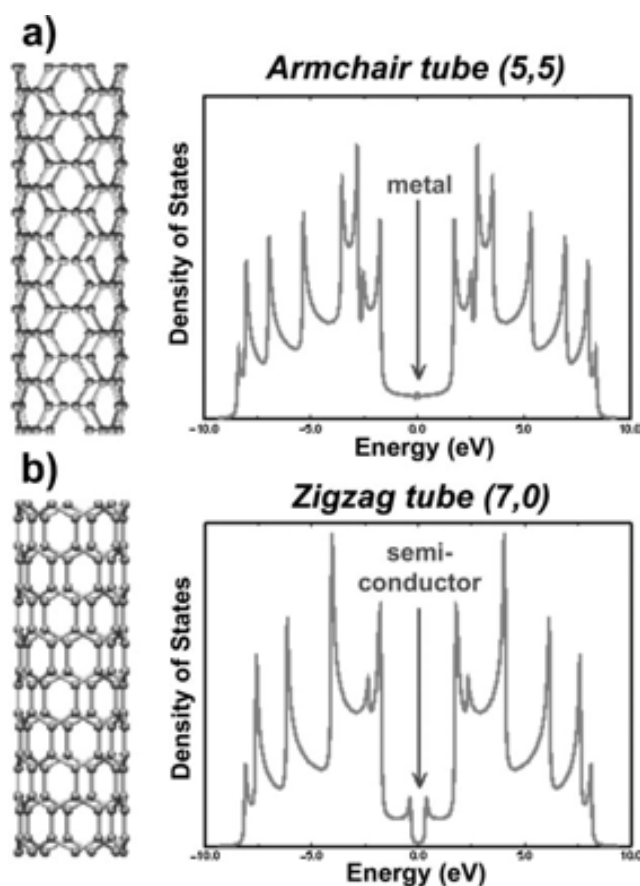 a)
Armchair tube (5,5)
metal
Density of States
-10.0 -5.0 0.0 5.0 10.0
Energy (eV)
b)
Zigzag tube (7,0)
semi-
conductor
Density of States
-10.0 -5.0 0.0 5.0 10.0
Energy (eV)